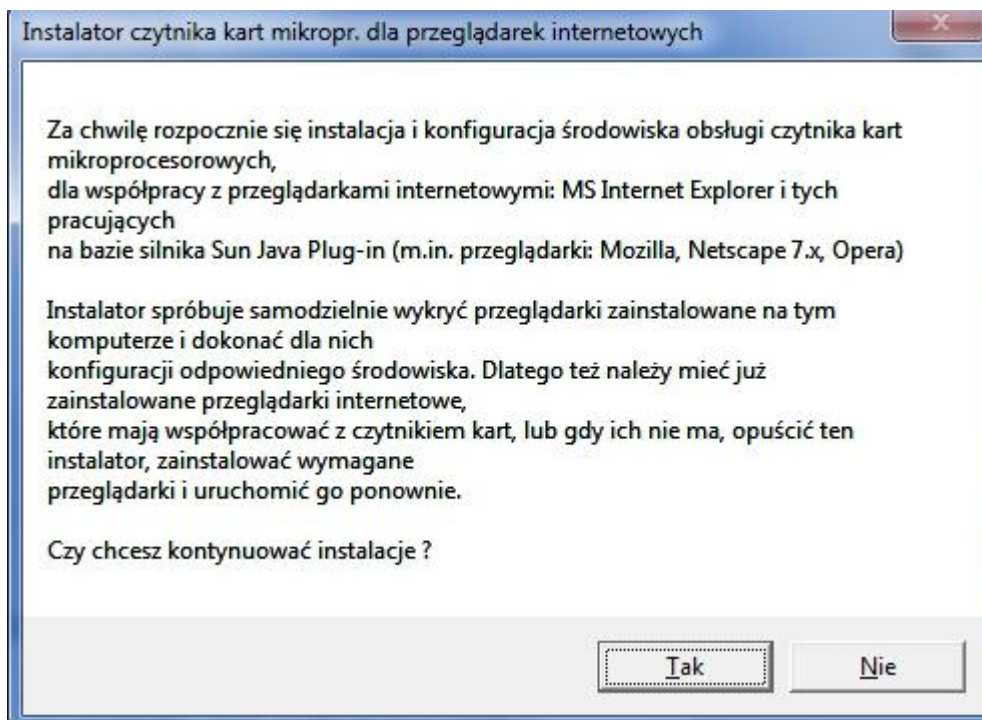 Instalator czytnika kart mikropr. dla przeglądarek internetowych
Za chwilę rozpocznie się instalacja i konfiguracja środowiska obsługi czytnika kart
mikroprocesorowych,
dla współpracy z przeglądarkami internetowymi: MS Internet Explorer i tych
pracujących
na bazie silnika Sun Java Plug-in (m.in. przeglądarki: Mozilla, Netscape 7.x, Opera)
Instalator spróbuje samodzielnie wykryć przeglądarki zainstalowane na tym
komputerze i dokonać dla nich
konfiguracji odpowiedniego środowiska. Dlatego też należy mieć już
zainstalowane przeglądarki internetowe,
które mają współpracować z czytnikiem kart, lub gdy ich nie ma, opuścić ten
instalator, zainstalować wymagane
przeglądarki i uruchomić go ponownie.
Czy chcesz kontynuować instalacje ?
Tak Nie